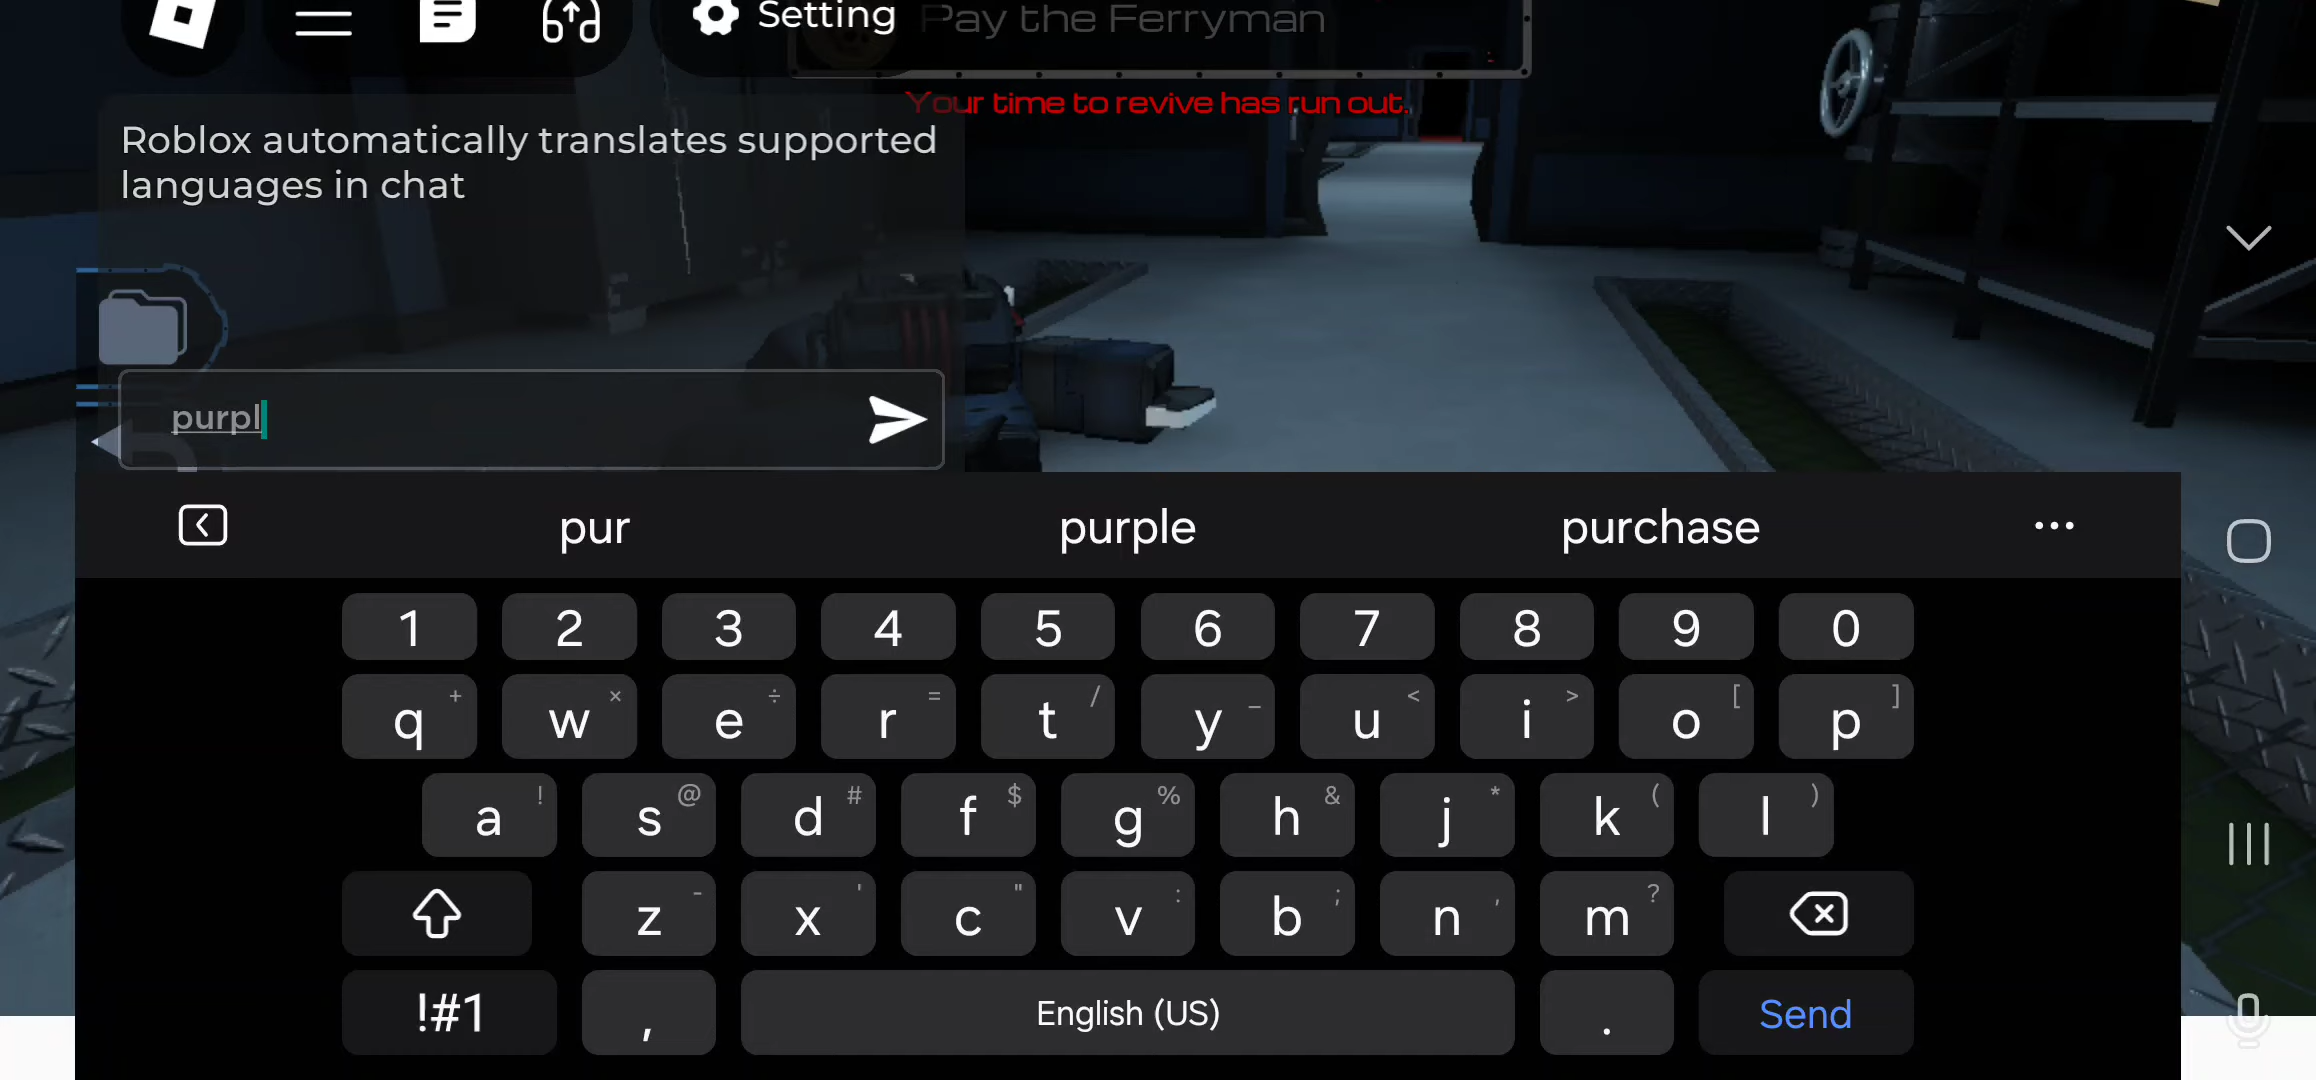 Setting
Pay the Ferryman
Your time to revive has run out.
Roblox automatically translates supported
languages in chat
purpl
pur purple purchase ...
1 2 3 4 5 6 7 8 9 0
q + w × e ÷ r = t / y _ u < i > o [ p ]
a ! s @ d # f $ g % h & j * k ( l )
z - x ' c " v : b ; n , m ?
!#1 , English (US) . Send